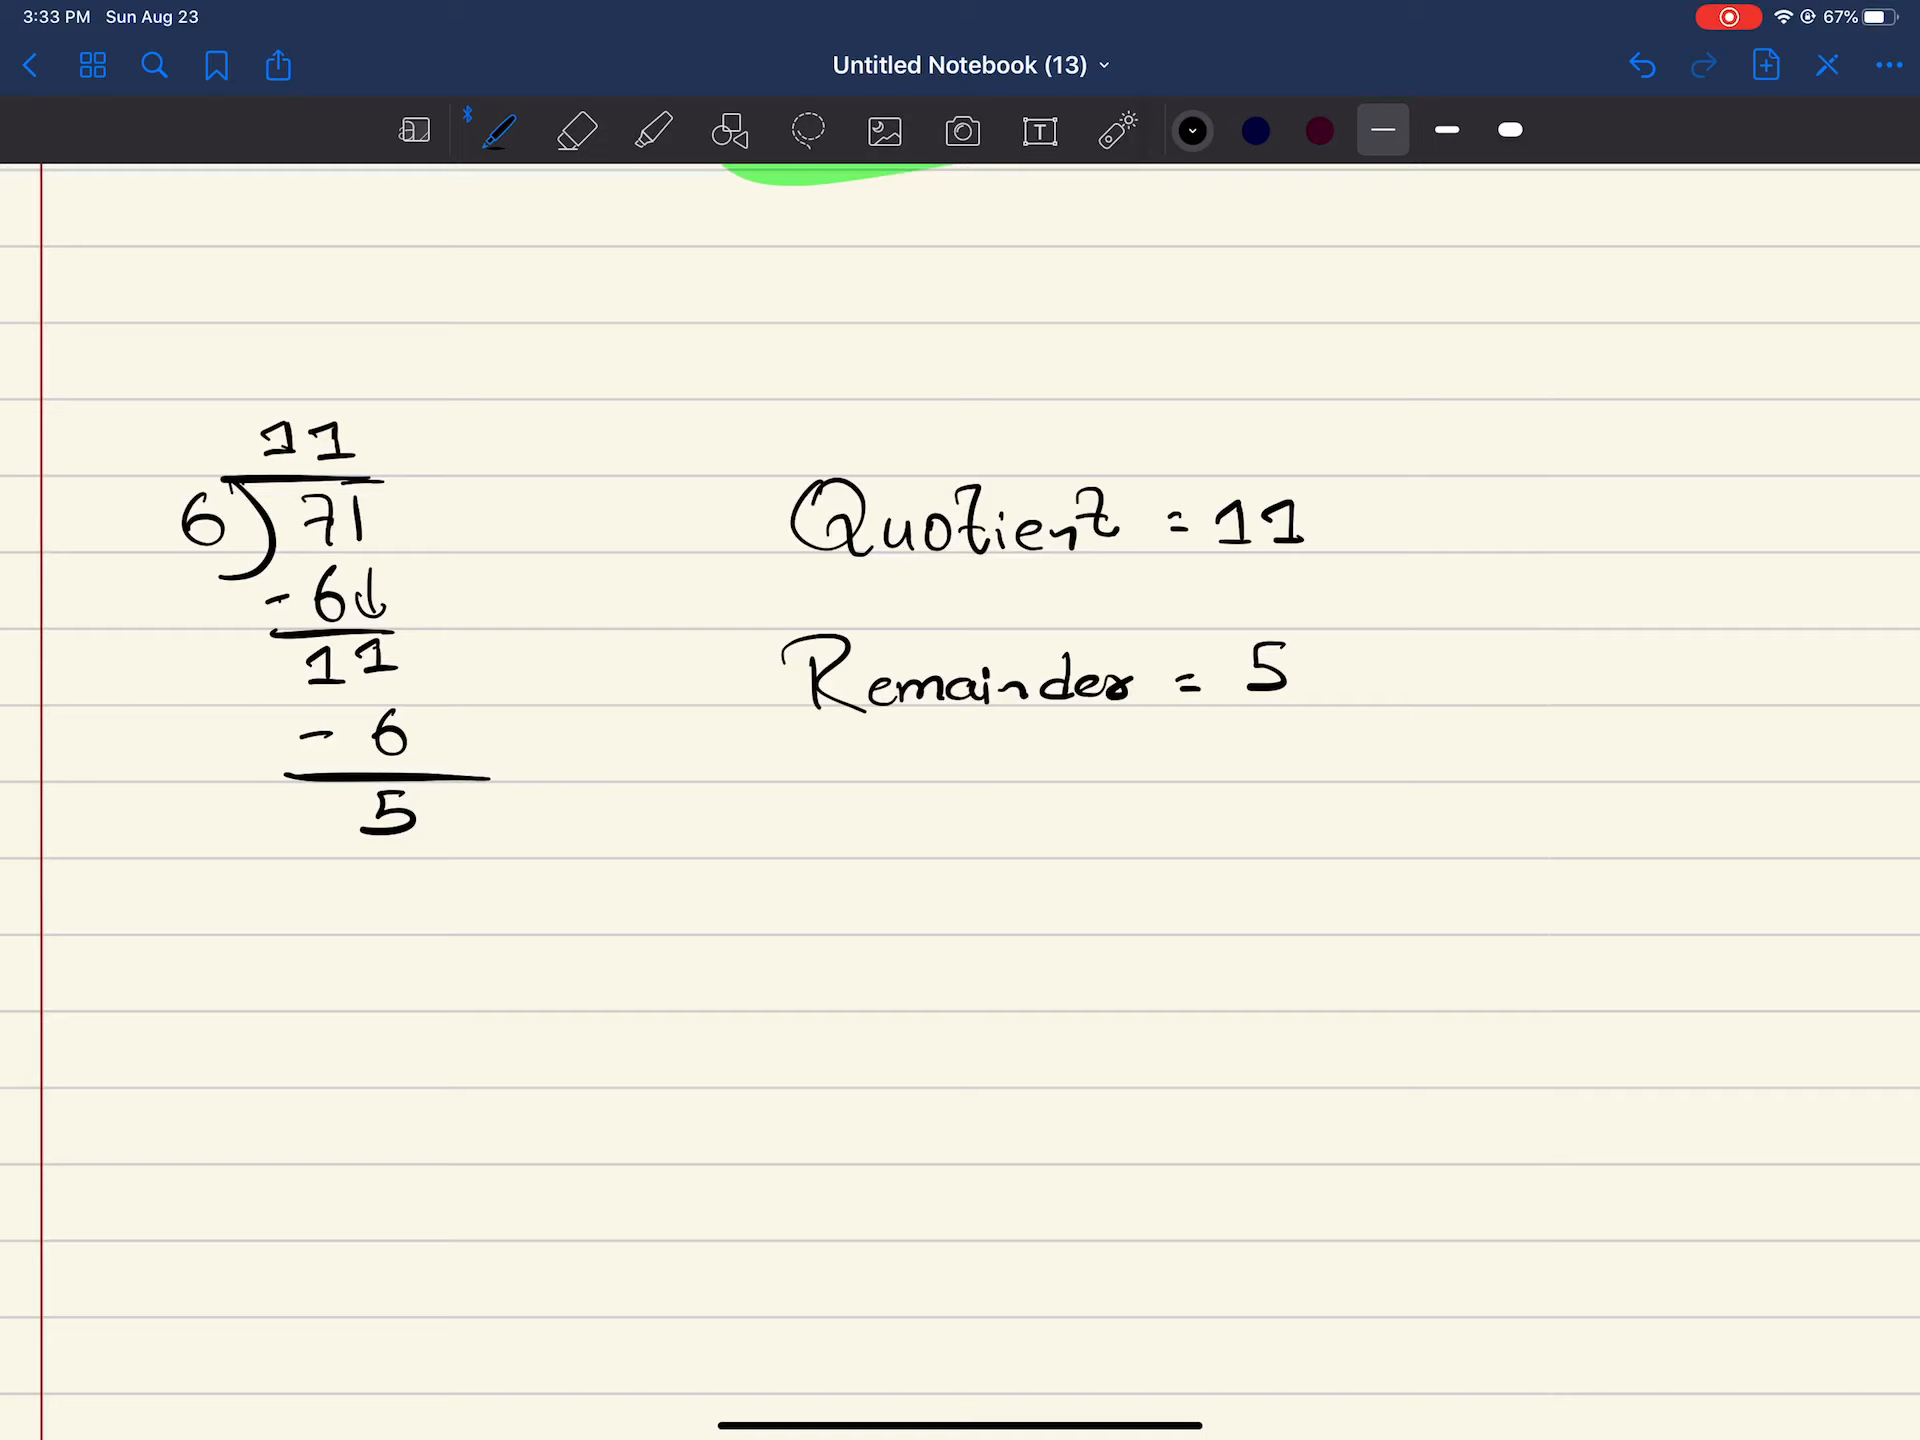 3:33 PM Sun Aug 23
67%
Untitled Notebook (13)
11
6)71
- 6↓
11
- 6
5
Quotient = 11
Remainder = 5